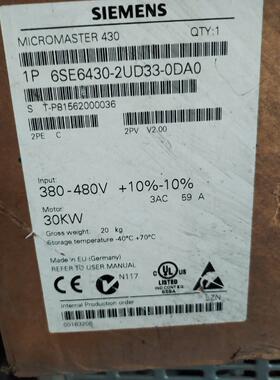 SIEMENS
MICROMASTER 430 QTY:1
1P 6SE6430-2UD33-0DA0
S T-P81562000036
2PE C 2PV V2.00
Input:
380-480V +10%-10%
3AC 59 A
Motor:
30KW
Gross weight: 20 kg
Storage temperature -40°C +70°C
Made in EU (Germany)
REFER TO USER MANUAL
N117
C UL US
LISTED
Internal Production order